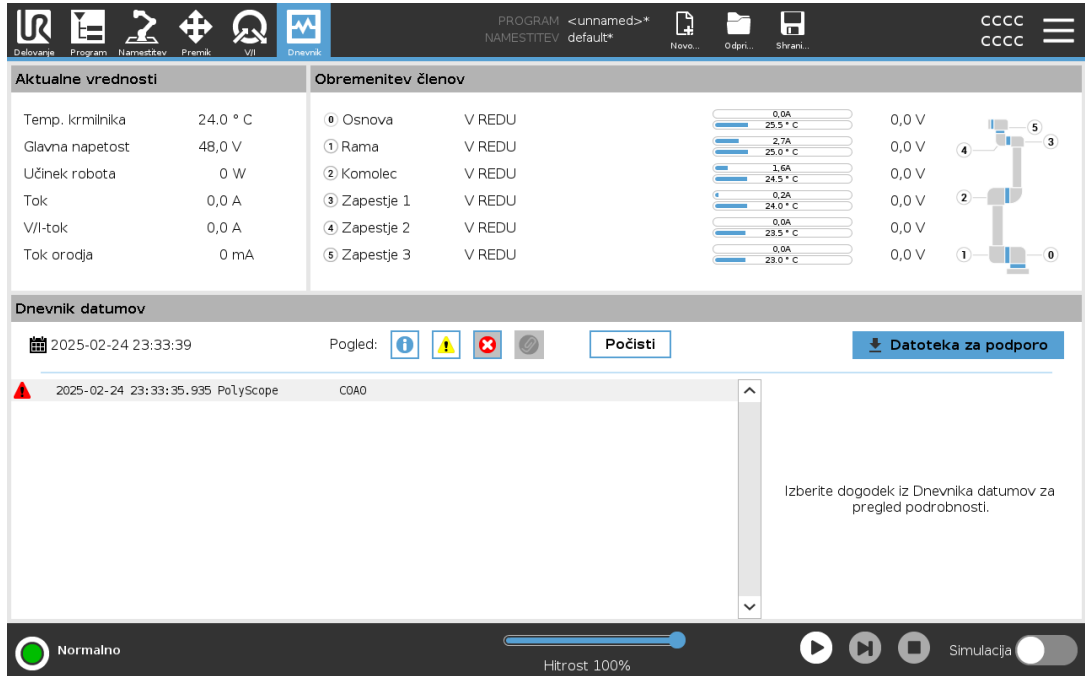 PROGRAM <unnamed>*
NAMESTITEV default*
CCCC
CCCC
Delovanje Program Namestitev Premik V/I Dnevnik Novo... Odpri... Shrani...
Aktualne vrednosti
Temp. krmilnika 24.0 ° C
Glavna napetost 48,0 V
Učinek robota 0 W
Tok 0,0 A
V/I-tok 0,0 A
Tok orodja 0 mA
Obremenitev členov
0 Osnova V REDU 0,0A 25.5 ° C 0,0 V
1 Rama V REDU 2,7A 25.0 ° C 0,0 V
2 Komolec V REDU 1,6A 24.5 ° C 0,0 V
3 Zapestje 1 V REDU 0,2A 24.0 ° C 0,0 V
4 Zapestje 2 V REDU 0,0A 23.5 ° C 0,0 V
5 Zapestje 3 V REDU 0,0A 23.0 ° C 0,0 V
5
4 3
2
1 0
Dnevnik datumov
2025-02-24 23:33:39 Pogled: Počisti Datoteka za podporo
2025-02-24 23:33:35.935 PolyScope C0A0
Izberite dogodek iz Dnevnika datumov za
pregled podrobnosti.
Normalno
Hitrost 100%
Simulacija